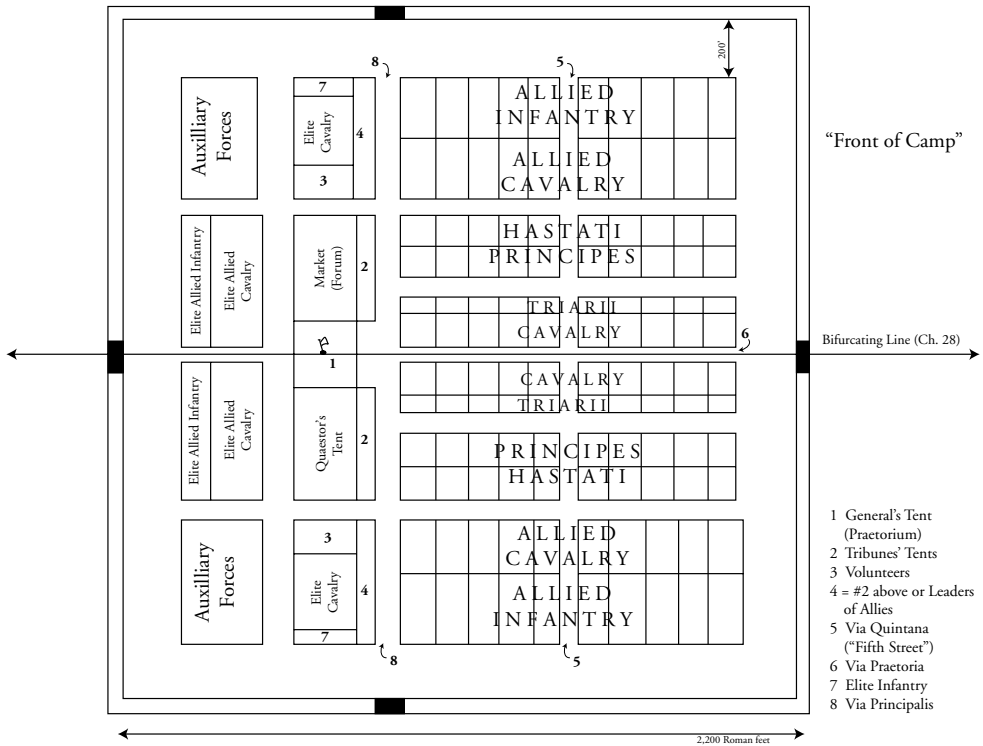 8
5
200'
7
ALLIED
INFANTRY
Auxilliary
Forces
Elite
Cavalry
4
"Front of Camp"
ALLIED
CAVALRY
3
HASTATI
PRINCIPES
Elite Allied Infantry
Elite Allied
Cavalry
Market
(Forum)
2
TRIARII
CAVALRY
6
Bifurcating Line (Ch. 28)
1
CAVALRY
TRIARII
Elite Allied Infantry
Elite Allied
Cavalry
Quaestor's
Tent
2
PRINCIPES
HASTATI
Auxilliary
Forces
3
Elite
Cavalry
4
7
ALLIED
CAVALRY
ALLIED
INFANTRY
8
5
1 General's Tent
(Praetorium)
2 Tribunes' Tents
3 Volunteers
4 = #2 above or Leaders
of Allies
5 Via Quintana
("Fifth Street")
6 Via Praetoria
7 Elite Infantry
8 Via Principalis
2,200 Roman feet